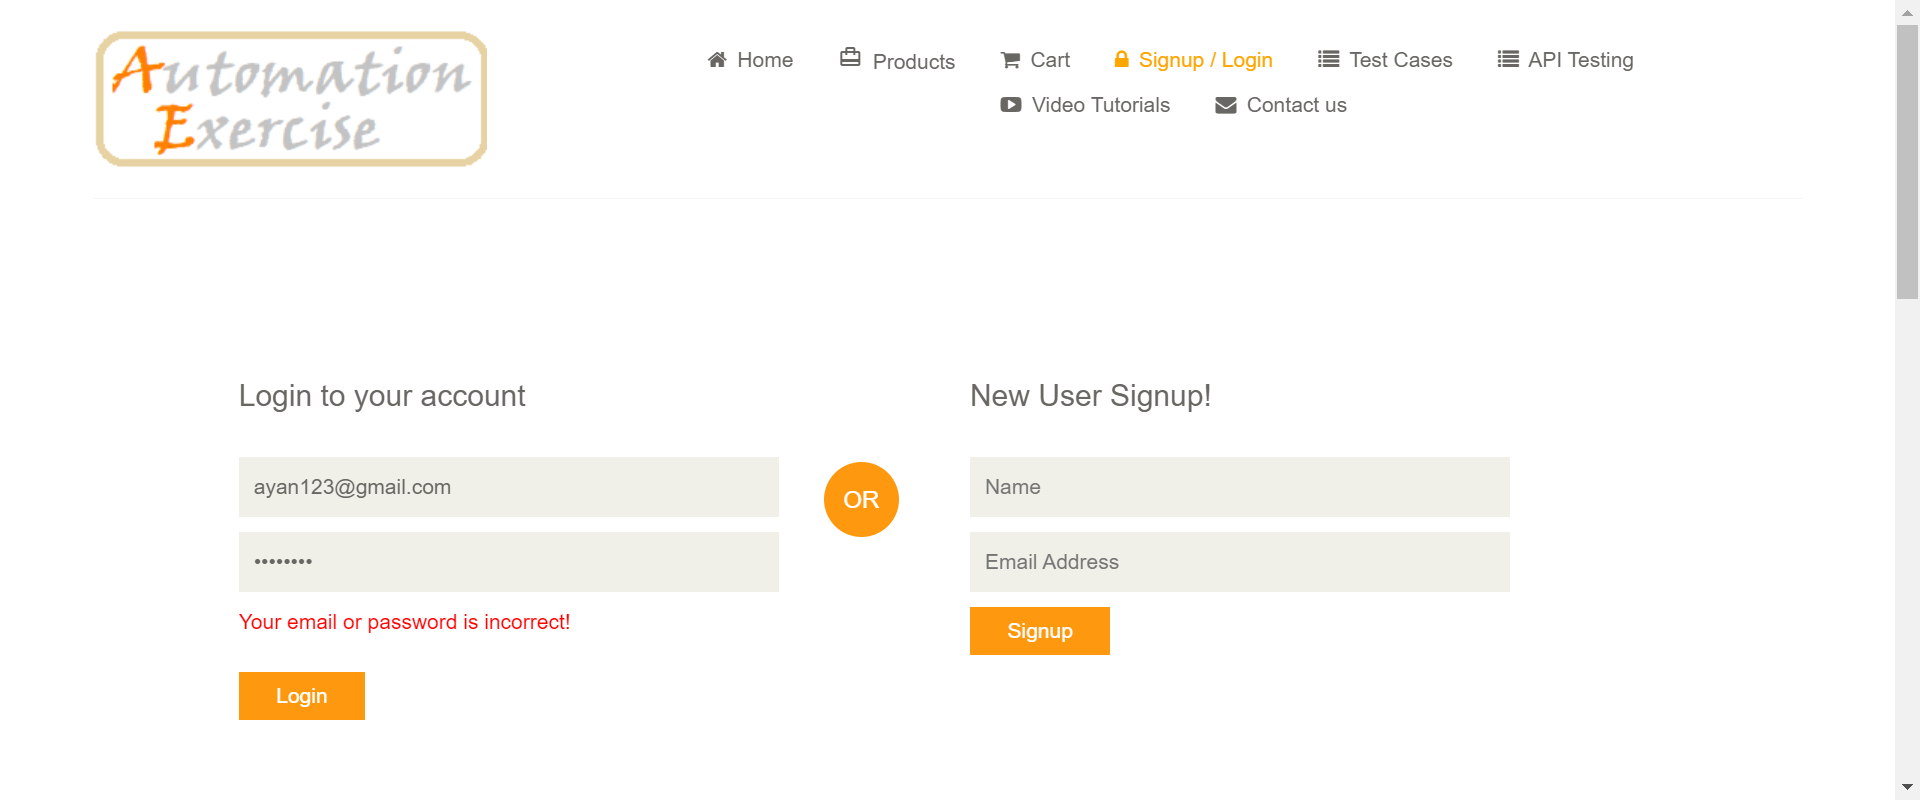 Automation
Exercise
Home Products Cart Signup / Login Test Cases API Testing
Video Tutorials Contact us
Login to your account
ayan123@gmail.com
••••••••
Your email or password is incorrect!
Login
OR
New User Signup!
Name
Email Address
Signup